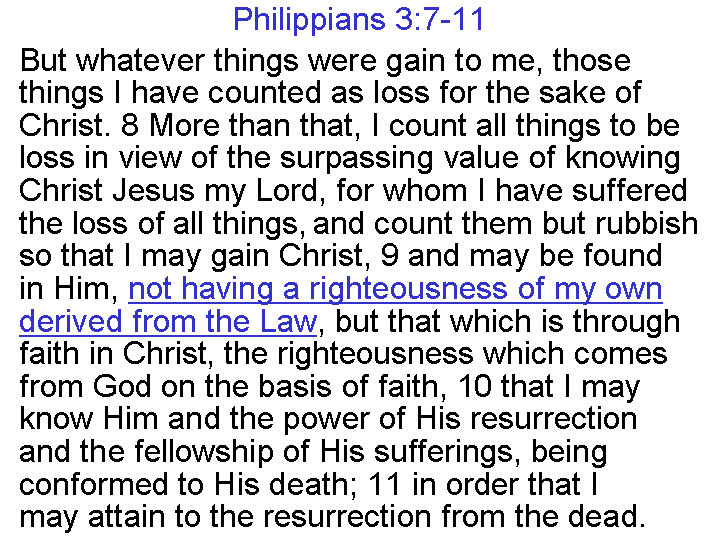 Philippians 3:7-11
But whatever things were gain to me, those
things I have counted as loss for the sake of
Christ. 8 More than that, I count all things to be
loss in view of the surpassing value of knowing
Christ Jesus my Lord, for whom I have suffered
the loss of all things, and count them but rubbish
so that I may gain Christ, 9 and may be found
in Him, not having a righteousness of my own
derived from the Law, but that which is through
faith in Christ, the righteousness which comes
from God on the basis of faith, 10 that I may
know Him and the power of His resurrection
and the fellowship of His sufferings, being
conformed to His death; 11 in order that I
may attain to the resurrection from the dead.